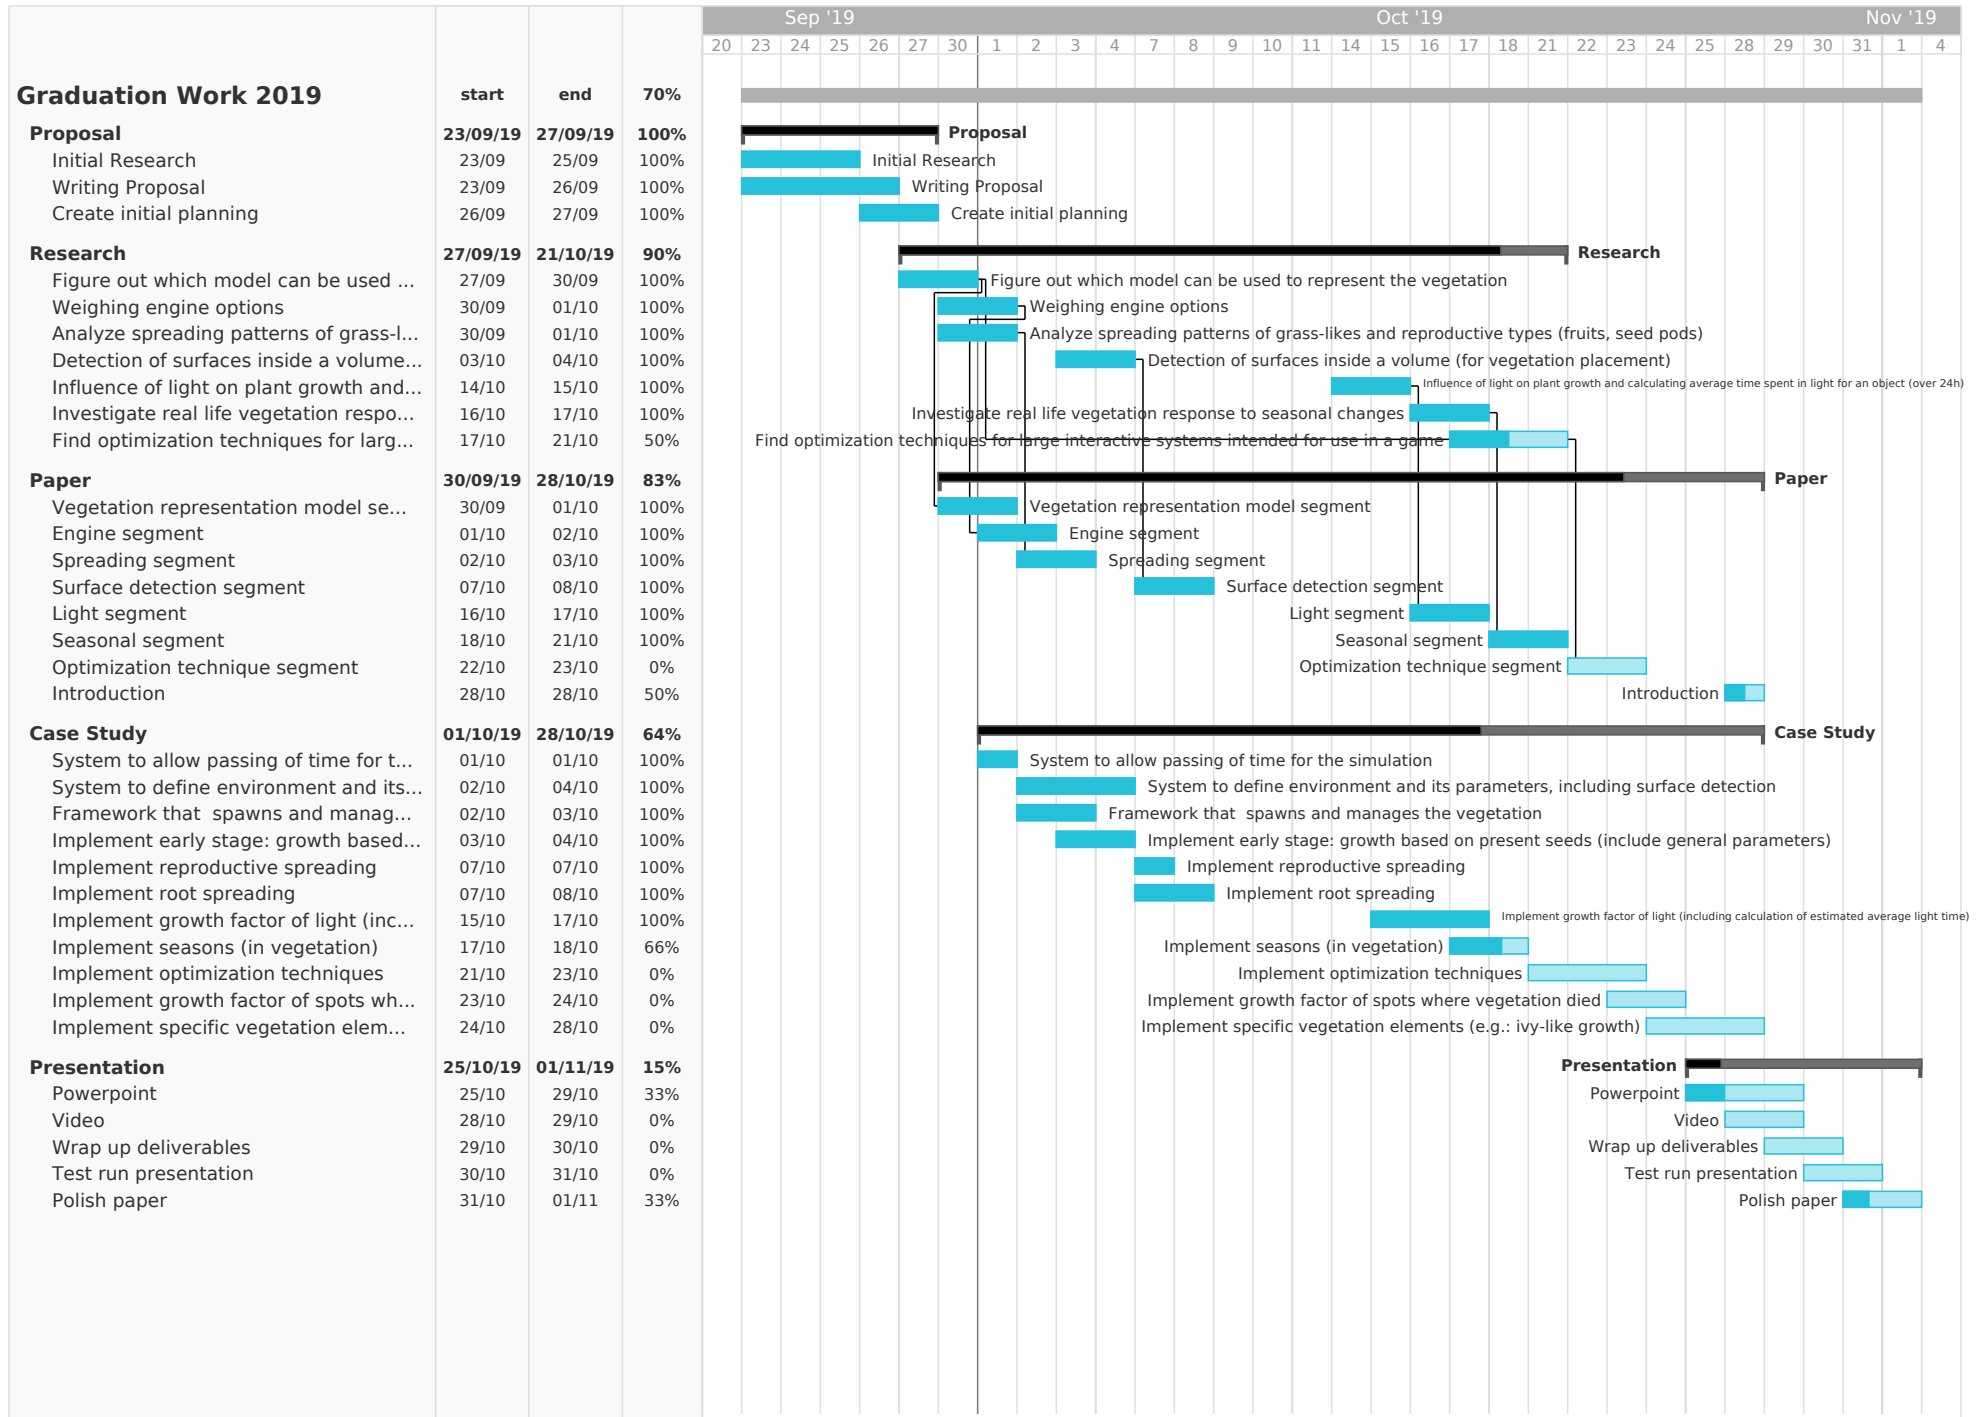 Sep '19 Oct '19 Nov '19
20 23 24 25 26 27 30 1 2 3 4 7 8 9 10 11 14 15 16 17 18 21 22 23 24 25 28 29 30 31 1 4
Graduation Work 2019 start end 70%
Proposal 23/09/19 27/09/19 100% Proposal
Initial Research 23/09 25/09 100% Initial Research
Writing Proposal 23/09 26/09 100% Writing Proposal
Create initial planning 26/09 27/09 100% Create initial planning
Research 27/09/19 21/10/19 90% Research
Figure out which model can be used ... 27/09 30/09 100% Figure out which model can be used to represent the vegetation
Weighing engine options 30/09 01/10 100% Weighing engine options
Analyze spreading patterns of grass-l... 30/09 01/10 100% Analyze spreading patterns of grass-likes and reproductive types (fruits, seed pods)
Detection of surfaces inside a volume... 03/10 04/10 100% Detection of surfaces inside a volume (for vegetation placement)
Influence of light on plant growth and... 14/10 15/10 100% Influence of light on plant growth and calculating average time spent in light for an object (over 24h)
Investigate real life vegetation respo... 16/10 17/10 100% Investigate real life vegetation response to seasonal changes
Find optimization techniques for larg... 17/10 21/10 50% Find optimization techniques for large interactive systems intended for use in a game
Paper 30/09/19 28/10/19 83% Paper
Vegetation representation model se... 30/09 01/10 100% Vegetation representation model segment
Engine segment 01/10 02/10 100% Engine segment
Spreading segment 02/10 03/10 100% Spreading segment
Surface detection segment 07/10 08/10 100% Surface detection segment
Light segment 16/10 17/10 100% Light segment
Seasonal segment 18/10 21/10 100% Seasonal segment
Optimization technique segment 22/10 23/10 0% Optimization technique segment
Introduction 28/10 28/10 50% Introduction
Case Study 01/10/19 28/10/19 64% Case Study
System to allow passing of time for t... 01/10 01/10 100% System to allow passing of time for the simulation
System to define environment and its... 02/10 04/10 100% System to define environment and its parameters, including surface detection
Framework that  spawns and manag... 02/10 03/10 100% Framework that  spawns and manages the vegetation
Implement early stage: growth based... 03/10 04/10 100% Implement early stage: growth based on present seeds (include general parameters)
Implement reproductive spreading 07/10 07/10 100% Implement reproductive spreading
Implement root spreading 07/10 08/10 100% Implement root spreading
Implement growth factor of light (inc... 15/10 17/10 100% Implement growth factor of light (including calculation of estimated average light time)
Implement seasons (in vegetation) 17/10 18/10 66% Implement seasons (in vegetation)
Implement optimization techniques 21/10 23/10 0% Implement optimization techniques
Implement growth factor of spots wh... 23/10 24/10 0% Implement growth factor of spots where vegetation died
Implement specific vegetation elem... 24/10 28/10 0% Implement specific vegetation elements (e.g.: ivy-like growth)
Presentation 25/10/19 01/11/19 15% Presentation
Powerpoint 25/10 29/10 33% Powerpoint
Video 28/10 29/10 0% Video
Wrap up deliverables 29/10 30/10 0% Wrap up deliverables
Test run presentation 30/10 31/10 0% Test run presentation
Polish paper 31/10 01/11 33% Polish paper